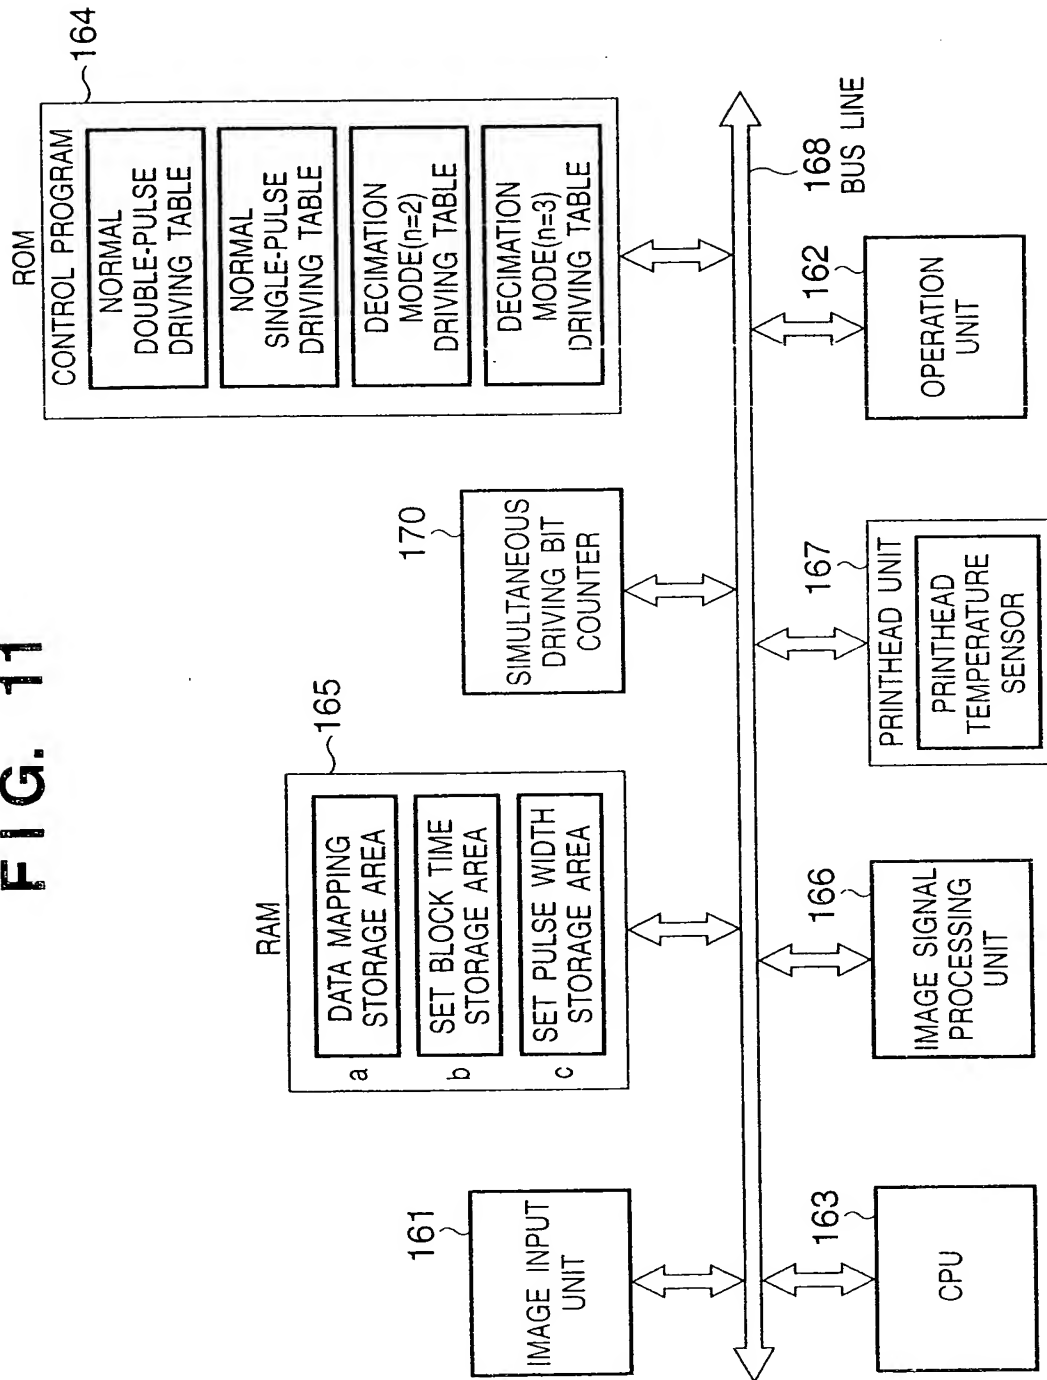 FIG. 11
161
IMAGE INPUT
UNIT
RAM
165
a
DATA MAPPING
STORAGE AREA
b
SET BLOCK TIME
STORAGE AREA
c
SET PULSE WIDTH
STORAGE AREA
170
SIMULTANEOUS
DRIVING BIT
COUNTER
ROM
CONTROL PROGRAM
164
NORMAL
DOUBLE-PULSE
DRIVING TABLE
NORMAL
SINGLE-PULSE
DRIVING TABLE
DECIMATION
MODE(n=2)
DRIVING TABLE
DECIMATION
MODE(n=3)
DRIVING TABLE
168
BUS LINE
163
CPU
166
IMAGE SIGNAL
PROCESSING
UNIT
167
PRINTHEAD UNIT
PRINTHEAD
TEMPERATURE
SENSOR
162
OPERATION
UNIT